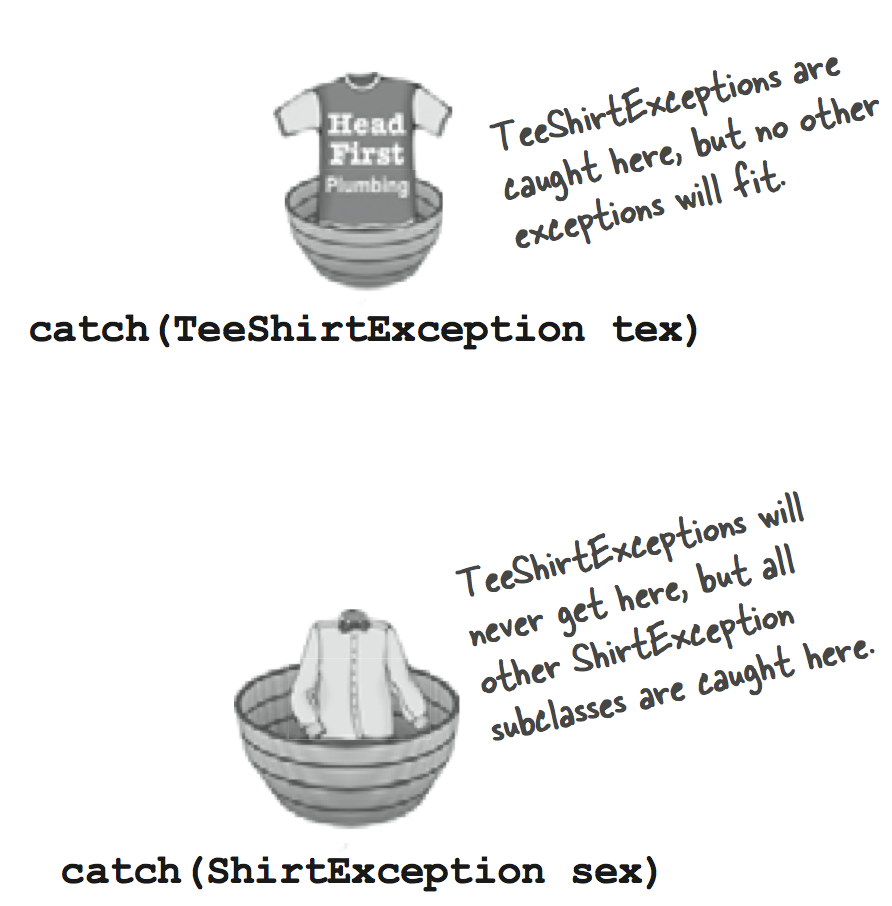 Head
First
Plumbing
TeeShirtExceptions are
caught here, but no other
exceptions will fit.
catch(TeeShirtException tex)
TeeShirtExceptions will
never get here, but all
other ShirtException
subclasses are caught here.
catch(ShirtException sex)